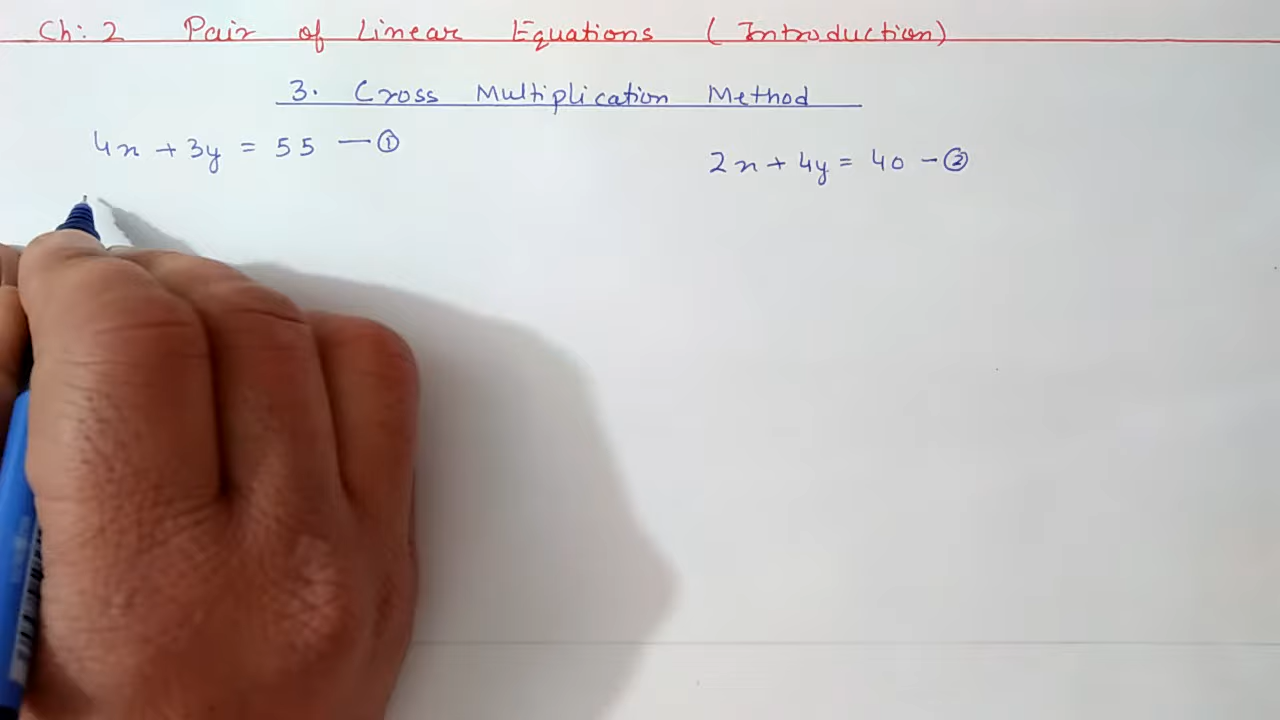 Ch: 2 Pair of Linear Equations (Introduction)
3. Cross Multiplication Method
4x + 3y = 55 — ①
2x + 4y = 40 – ②